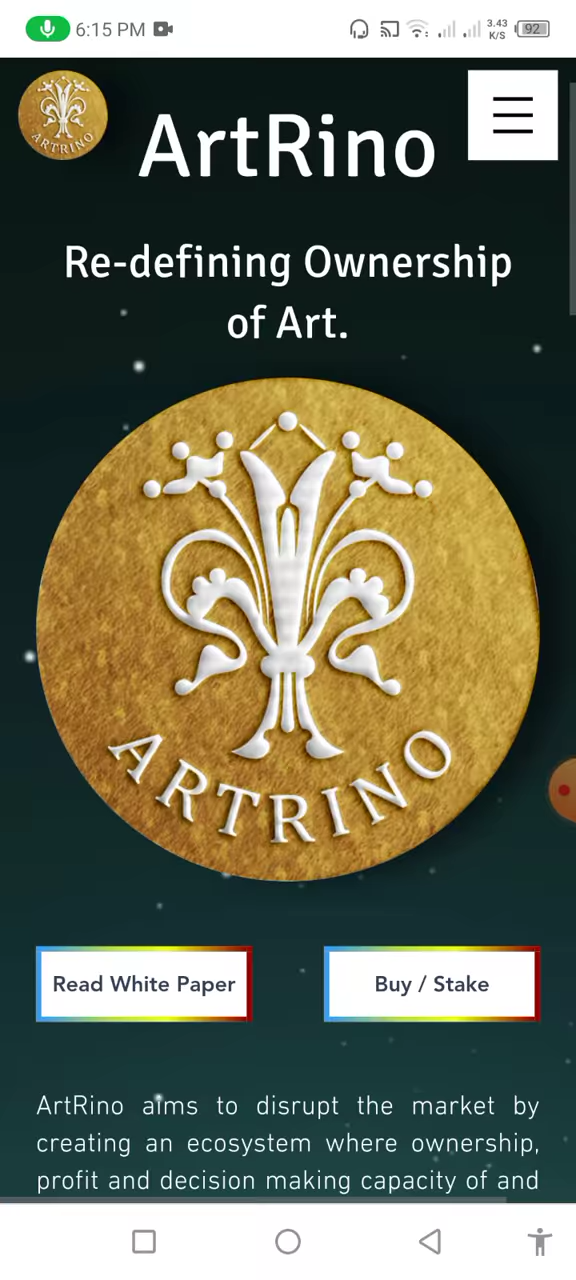 6:15 PM
3.43
K/S
92
ARTRINO
ArtRino
Re-defining Ownership
of Art.
ARTRINO
Read White Paper
Buy / Stake
ArtRino aims to disrupt the market by
creating an ecosystem where ownership,
profit and decision making capacity of and